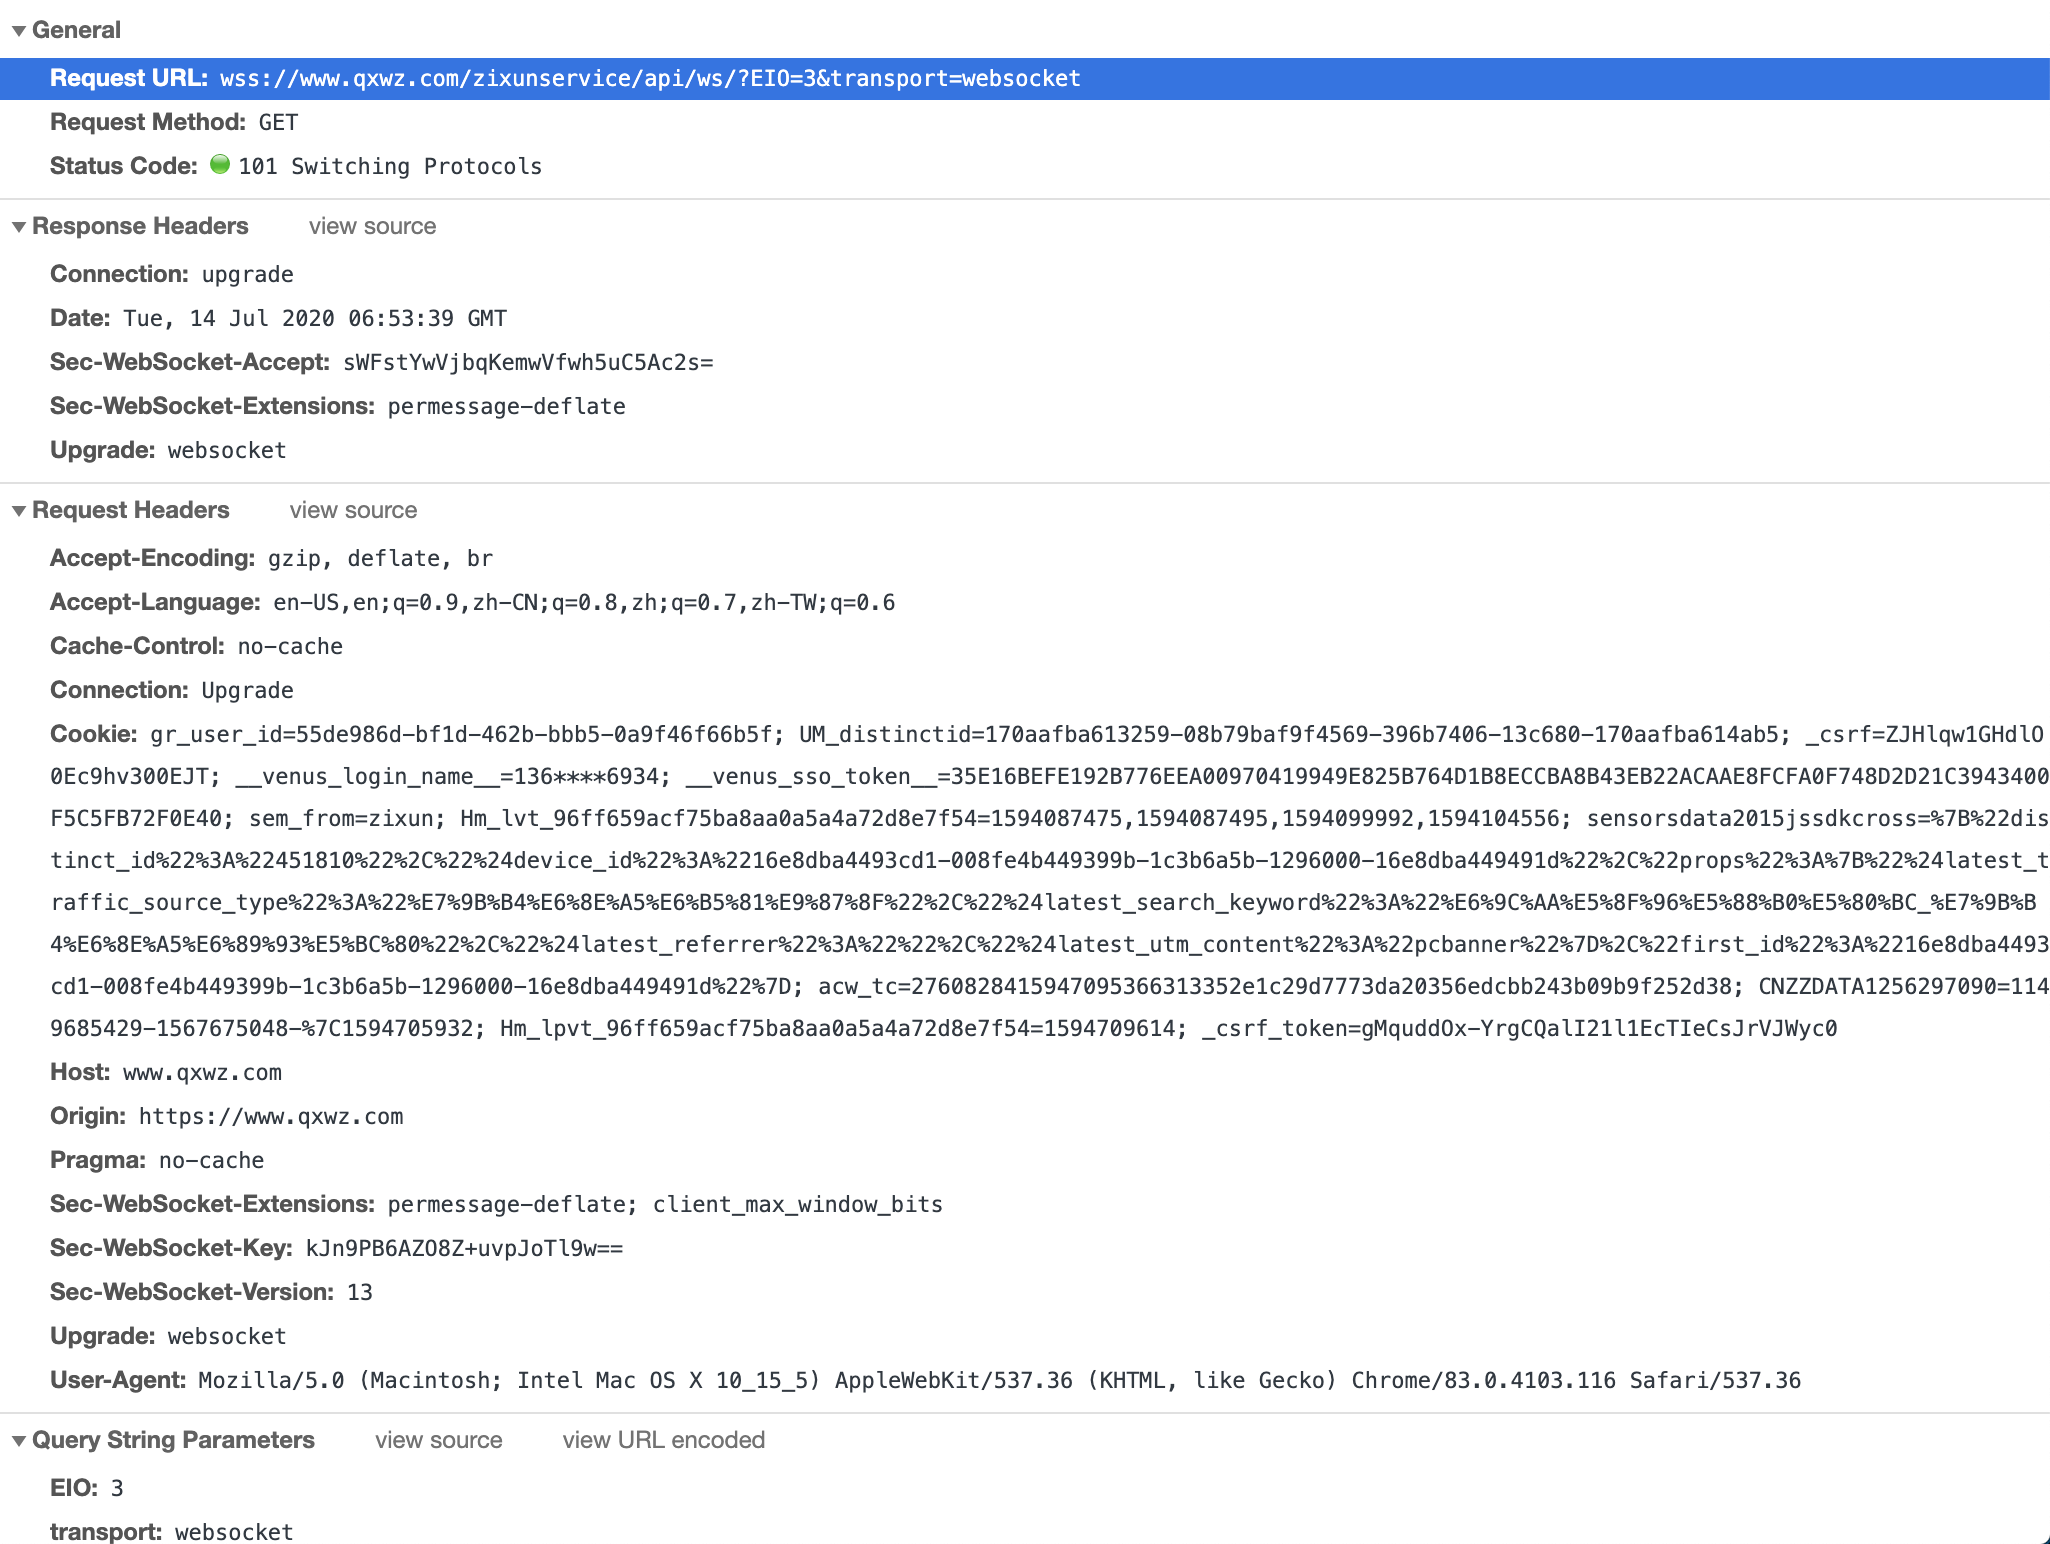 General
Request URL: wss://www.qxwz.com/zixunservice/api/ws/?EIO=3&transport=websocket
Request Method: GET
Status Code: 101 Switching Protocols
Response Headers view source
Connection: upgrade
Date: Tue, 14 Jul 2020 06:53:39 GMT
Sec-WebSocket-Accept: sWFstYwVjbqKemwVfwh5uC5Ac2s=
Sec-WebSocket-Extensions: permessage-deflate
Upgrade: websocket
Request Headers view source
Accept-Encoding: gzip, deflate, br
Accept-Language: en-US,en;q=0.9,zh-CN;q=0.8,zh;q=0.7,zh-TW;q=0.6
Cache-Control: no-cache
Connection: Upgrade
Cookie: gr_user_id=55de986d-bf1d-462b-bbb5-0a9f46f66b5f; UM_distinctid=170aafba613259-08b79baf9f4569-396b7406-13c680-170aafba614ab5; _csrf=ZJHlqw1GHdlO
0Ec9hv300EJT; __venus_login_name__=136****6934; __venus_sso_token__=35E16BEFE192B776EEA00970419949E825B764D1B8ECCBA8B43EB22ACAAE8FCFA0F748D2D21C3943400
F5C5FB72F0E40; sem_from=zixun; Hm_lvt_96ff659acf75ba8aa0a5a4a72d8e7f54=1594087475,1594087495,1594099992,1594104556; sensorsdata2015jssdkcross=%7B%22dis
tinct_id%22%3A%22451810%22%2C%22%24device_id%22%3A%2216e8dba4493cd1-008fe4b449399b-1c3b6a5b-1296000-16e8dba449491d%22%2C%22props%22%3A%7B%22%24latest_t
raffic_source_type%22%3A%22%E7%9B%B4%E6%8E%A5%E6%B5%81%E9%87%8F%22%2C%22%24latest_search_keyword%22%3A%22%E6%9C%AA%E5%8F%96%E5%88%B0%E5%80%BC_%E7%9B%B
4%E6%8E%A5%E6%89%93%E5%BC%80%22%2C%22%24latest_referrer%22%3A%22%22%2C%22%24latest_utm_content%22%3A%22pcbanner%22%7D%2C%22first_id%22%3A%2216e8dba4493
cd1-008fe4b449399b-1c3b6a5b-1296000-16e8dba449491d%22%7D; acw_tc=2760828415947095366313352e1c29d7773da20356edcbb243b09b9f252d38; CNZZDATA1256297090=114
9685429-1567675048-%7C1594705932; Hm_lpvt_96ff659acf75ba8aa0a5a4a72d8e7f54=1594709614; _csrf_token=gMquddOx-YrgCQalI21l1EcTIeCsJrVJWyc0
Host: www.qxwz.com
Origin: https://www.qxwz.com
Pragma: no-cache
Sec-WebSocket-Extensions: permessage-deflate; client_max_window_bits
Sec-WebSocket-Key: kJn9PB6AZO8Z+uvpJoTl9w==
Sec-WebSocket-Version: 13
Upgrade: websocket
User-Agent: Mozilla/5.0 (Macintosh; Intel Mac OS X 10_15_5) AppleWebKit/537.36 (KHTML, like Gecko) Chrome/83.0.4103.116 Safari/537.36
Query String Parameters view source view URL encoded
EIO: 3
transport: websocket